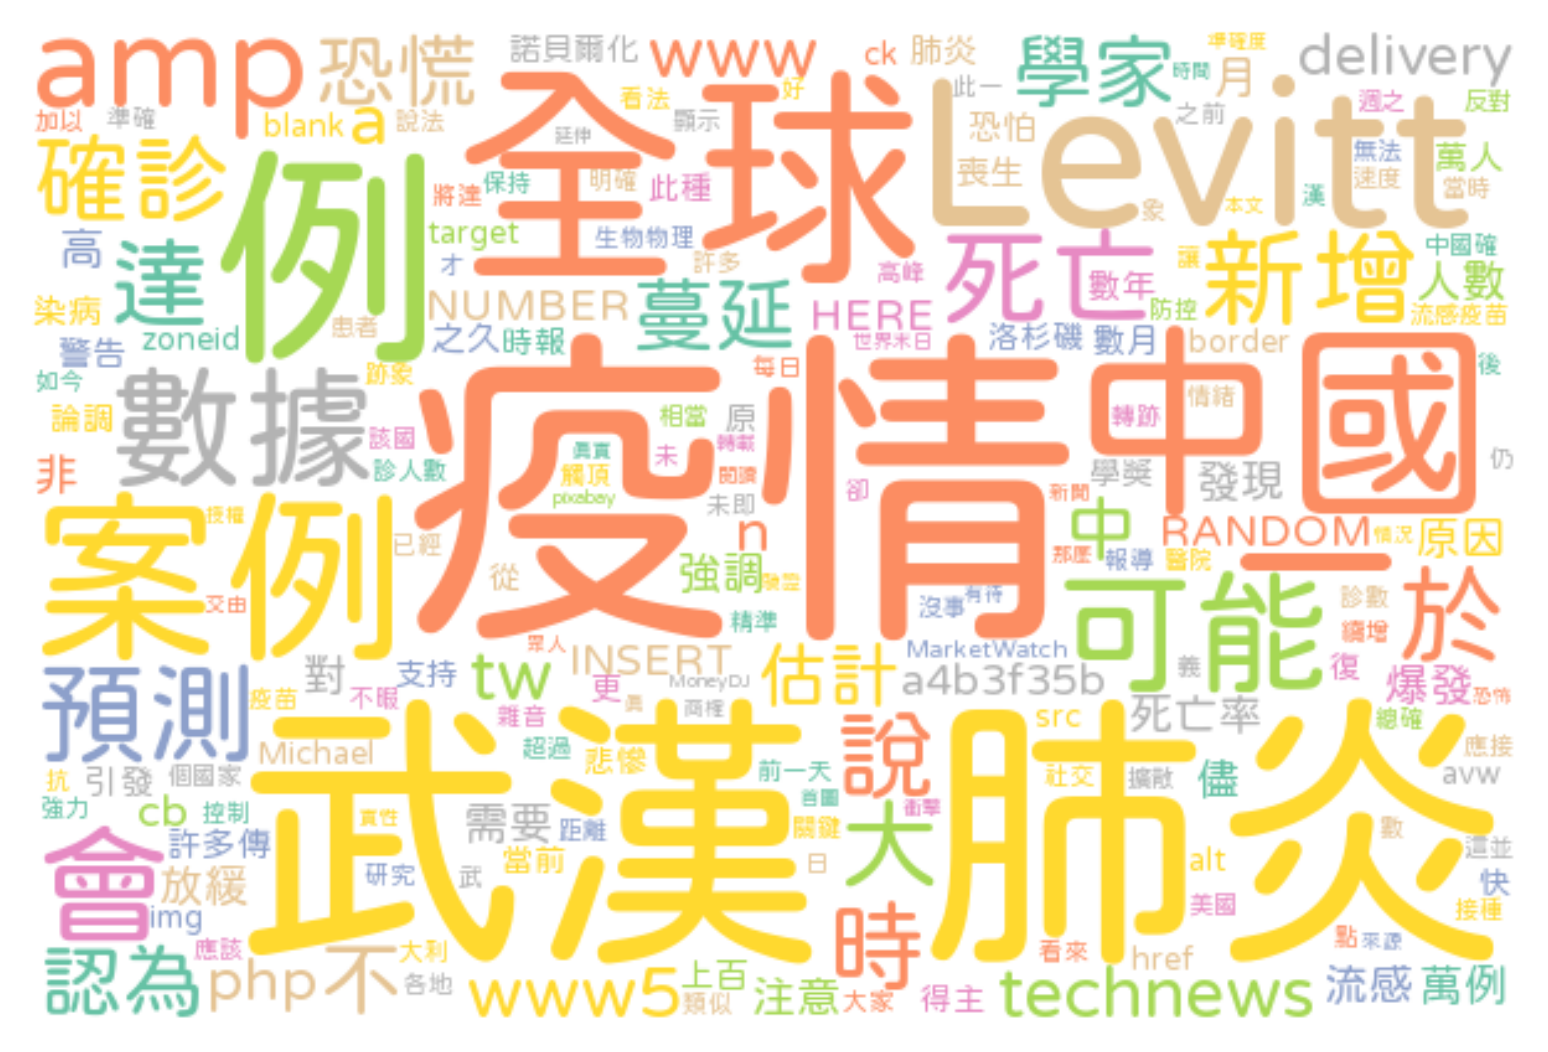 amp
恐慌
諾貝爾化
www
ck
肺炎
學家
準確度
月
時間
delivery
加以
準確
blank
a
說法
全球
看法
好
顯示
延伸
Levitt
此一
恐怕
喪生
之前
週之
反對
無法
速度
萬人
當時
確診
例
將達
保持
明確
此種
漢
本文
象
高
達
target
才
生物物理
許多
高峰
死亡
數年
讓
新增
中國確
人數
染病
zoneid
患者
NUMBER
之久
時報
蔓延
HERE
世界末日
防控
流感疫苗
洛杉磯
數月
border
警告
如今
跡象
數據
論調
該國
診人數
非
疫情
每日
相當
原
真實
觸頂
未
轉載
閱讀
pixabay
未即
卻
中國
轉跡
情緒
學獎
發現
後
仍
新聞
案例
授權
已經
交由
從
n
強調
發燒
精準
眾人
中
那麼
報導
RANDOM
醫院
情況
原因
一
沒事
有待
可能
診數
續增
於
預測
對
疫苗
不暇
支持
tw
INSERT
更
MoneyDJ
估計
MarketWatch
a4b3f35b
義
復
爆發
恐怖
死亡率
總確
Michael
雜音
真
兩種
超過
悲慘
前一天
首圖
說
src
社交
擴散
儘
應接
avw
抗
引發
個國家
強力
cb
控制
武漢
實性
需要
距離
當前
關鍵
衝擊
大
肺炎
數
這並
會
許多傳
放緩
img
研究
武
日
alt
美國
快
接種
時
看來
點
來源
認為
應該
php
不
大利
各地
www5
上百
類似
注意
大家
得主
href
technews
流感
萬例